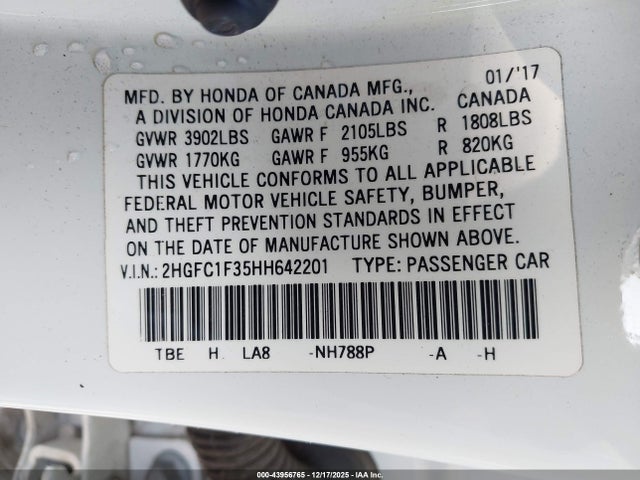 MFD. BY HONDA OF CANADA MFG., 01/'17
A DIVISION OF HONDA CANADA INC. CANADA
GVWR 3902LBS GAWR F 2105LBS R 1808LBS
GVWR 1770KG GAWR F 955KG R 820KG
THIS VEHICLE CONFORMS TO ALL APPLICABLE
FEDERAL MOTOR VEHICLE SAFETY, BUMPER,
AND THEFT PREVENTION STANDARDS IN EFFECT
ON THE DATE OF MANUFACTURE SHOWN ABOVE.
V.I.N.: 2HGFC1F35HH642201 TYPE: PASSENGER CAR
TBE H LA8 -NH788P -A -H
000-43956765 - 12/17/2025 - IAA Inc.